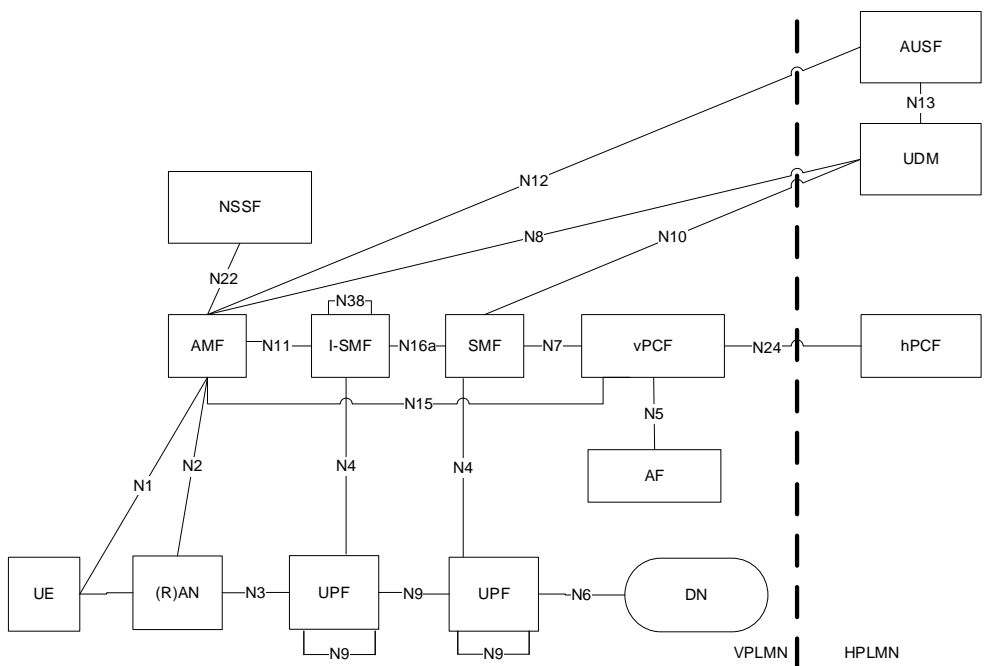 AUSF
N13
UDM
N12
NSSF
N8
N10
N22
N38
AMF
N11
I-SMF
N16a
SMF
N7
vPCF
N24
hPCF
N15
N5
N2
N4
N4
AF
N1
UE
(R)AN
N3
UPF
N9
UPF
N6
DN
N9
N9
VPLMN
HPLMN